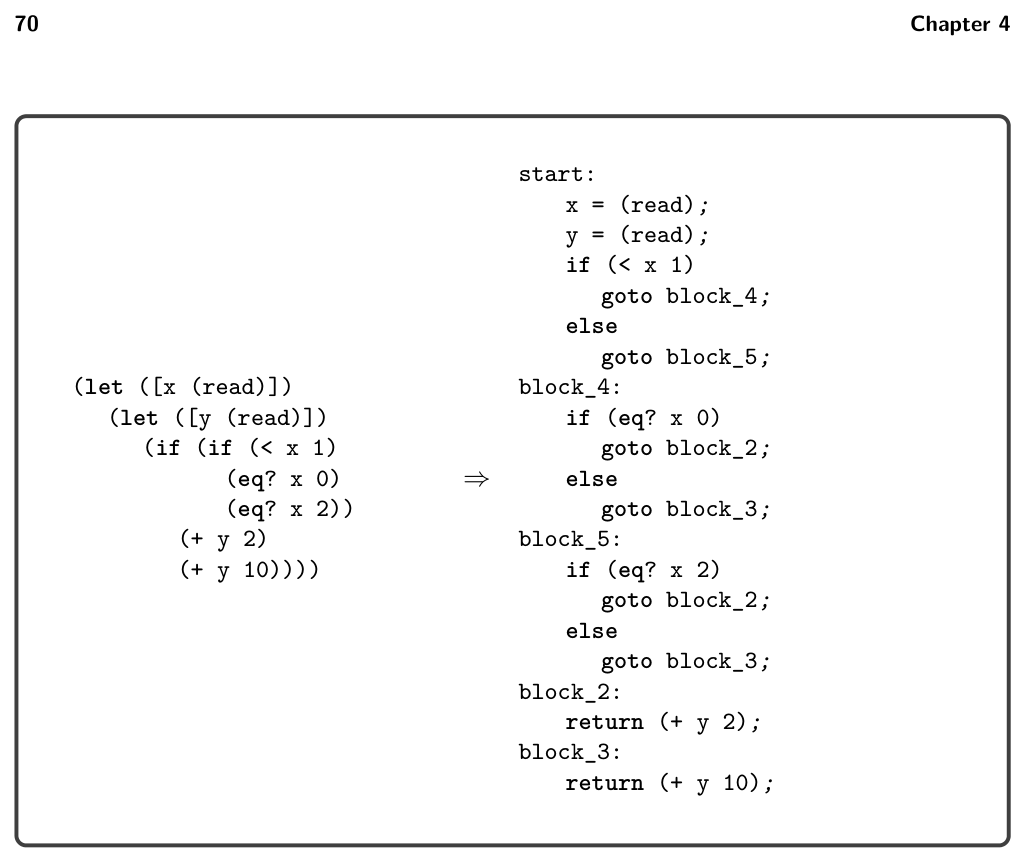 70 Chapter 4
(let ([x (read)])
(let ([y (read)])
(if (if (< x 1)
(eq? x 0)
(eq? x 2))
(+ y 2)
(+ y 10))))
⇒
start:
x = (read);
y = (read);
if (< x 1)
goto block_4;
else
goto block_5;
block_4:
if (eq? x 0)
goto block_2;
else
goto block_3;
block_5:
if (eq? x 2)
goto block_2;
else
goto block_3;
block_2:
return (+ y 2);
block_3:
return (+ y 10);